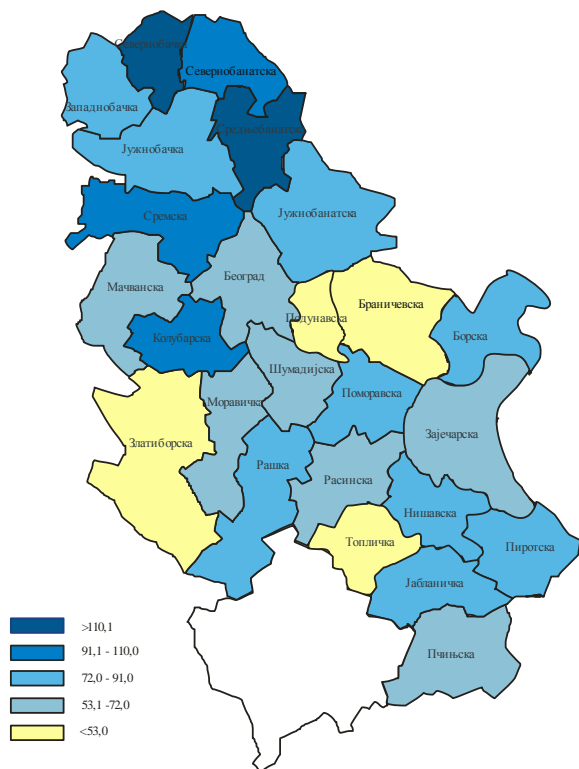 Севернобачка
Севернобанатска
Западнобачка
Средњобанатска
Јужнобачка
Сремска
Јужнобанатска
Београд
Мачванска
Подунавска
Браничевска
Борска
Колубарска
Шумадијска
Поморавска
Моравичка
Златиборска
Зајечарска
Рашка
Расинска
Нишавска
Топличка
Пиротска
Јабланичка
Пчињска
>110,1
91,1 - 110,0
72,0 - 91,0
53,1 -72,0
<53,0